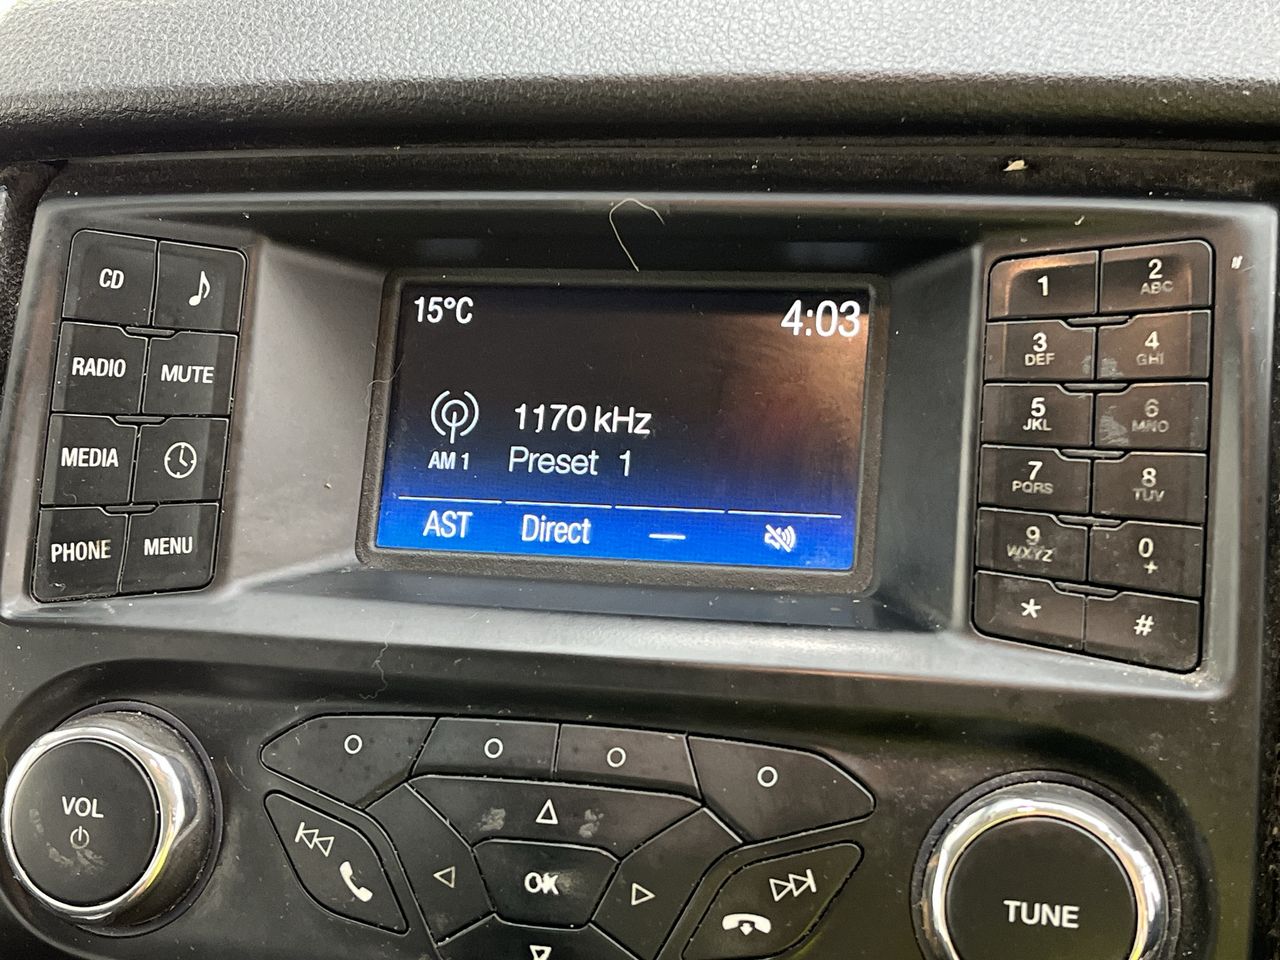 CD
RADIO
MUTE
MEDIA
PHONE
MENU
15°C
4:03
1170 kHz
AM 1
Preset 1
AST
Direct
1
2
ABC
3
DEF
4
GHI
5
JKL
6
MNO
7
PQRS
8
TUV
9
WXYZ
0
+
*
#
VOL
OK
TUNE